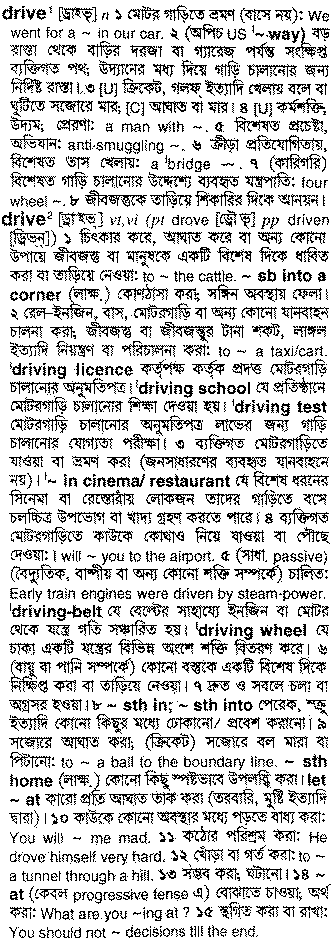 drive¹ [ড্রাইভ্] n ১ মোটর গাড়িতে ভ্রমণ (বাসে নয়): We
went for a ~ in our car. ২ (অপিচ US ˈ~-way) বড়
রাস্তা থেকে বাড়ির দরজা বা গ্যারেজ পর্যন্ত সংক্ষিপ্ত
ব্যক্তিগত পথ; উদ্যানের মধ্য দিয়ে গাড়ি চালানোর জন্য
নির্দিষ্ট রাস্তা। ৩ [U] ক্রিকেট, গলফ ইত্যাদি খেলায় বলে বা
ঘুটিতে সজোরে মার; [C] আঘাত বা মার। ৪ [U] কর্মশক্তি,
উদ্যম; প্রেরণা: a man with ~. ৫ বিশেষত প্রচেষ্টা,
অভিযান: anti-smuggling ~. ৬ ক্রীড়া প্রতিযোগিতায়,
বিশেষত তাস খেলায়: a ˈbridge ~. ৭ (কারিগরি)
বিশেষত গাড়ি চালানোর উদ্দেশ্যে ব্যবহৃত যন্ত্রপাতি: four
wheel ~. ৮ জীবজন্তুকে তাড়িয়ে শিকারির দিকে আনয়ন।
drive² [ড্রাইভ্] vt,vi (pt drove [ড্রৌভ্] pp driven
[ড্রিভ্ন্]) ১ চিৎকার করে, আঘাত করে বা অন্য কোনো
উপায়ে জীবজন্তু বা মানুষকে একটি বিশেষ দিকে ধাবিত
করা বা তাড়িয়ে নেওয়া: to ~ the cattle. ~ sb into a
corner (লাক্ষ.) কোণঠাসা করা; সঙ্গিন অবস্থায় ফেলা।
২ রেল-ইনজিন, বাস, মোটরগাড়ি বা অন্য কোনো যানবাহন
চালনা করা; জীবজন্তু বা জীবজন্তুর টানা শকট, লাঙ্গল
ইত্যাদি নিয়ন্ত্রণ বা পরিচালনা করা: to ~ a taxi/cart.
ˈdriving licence কর্তৃপক্ষ কর্তৃক প্রদত্ত মোটরগাড়ি
চালানোর অনুমতিপত্র। ˈdriving school যে প্রতিষ্ঠানে
মোটরগাড়ি চালানোর শিক্ষা দেওয়া হয়। ˈdriving test
মোটরগাড়ি চালানোর অনুমতিপত্র লাভের জন্য গাড়ি
চালানোর যোগ্যতা পরীক্ষা। ৩ ব্যক্তিগত মোটরগাড়িতে
যাওয়া বা ভ্রমণ করা (জনসাধারণের ব্যবহৃত যানবাহনে
নয়)। ˈ~ in cinema/ restaurant যে বিশেষ ধরনের
সিনেমা বা রেস্তোরাঁয় লোকজন তাদের গাড়িতে বসে
চলচ্চিত্র উপভোগ বা খাদ্য গ্রহণ করতে পারে। ৪ ব্যক্তিগত
মোটরগাড়িতে কাউকে কোথাও নিয়ে যাওয়া বা পৌঁছে
দেওয়া: I will ~ you to the airport. ৫ (সাধা, passive)
(বৈদ্যুতিক, বাষ্পীয় বা অন্য কোনো শক্তি সম্পর্কে) চালিত:
Early train engines were driven by steam-power.
ˈdriving-belt যে বেল্টের সাহায্যে ইনজিন বা মোটর
থেকে যন্ত্রে গতি সঞ্চারিত হয়। ˈdriving wheel যে
চাকা একটি যন্ত্রের বিভিন্ন অংশে শক্তি বিতরণ করে। ৬
(বায়ু বা পানি সম্পর্কে) কোনো বস্তুকে একটি বিশেষ দিকে
নিক্ষিপ্ত করা বা তাড়িয়ে নেওয়া। ৭ দ্রুত ও সবলে চলা বা
অগ্রসর হওয়া। ৮ ~ sth in; ~ sth into পেরেক, স্ক্রু
ইত্যাদি কোনো কিছুর মধ্যে ঢোকানো/ প্রবেশ করানো। ৯
সজোরে আঘাত করা; (ক্রিকেট) সজোরে বল মারা বা
পিটানো: to ~ a ball to the boundary line. ~ sth
home (লাক্ষ.) কোনো কিছু স্পষ্টভাবে উপলব্ধি করা। let
~ at কারো প্রতি আঘাত তাক করা (তরবারি, মুষ্টি ইত্যাদি
দ্বারা)। ১০ কাউকে কোনো অবস্থার মধ্যে পড়তে বাধ্য করা:
You will ~ me mad. ১১ কঠোর পরিশ্রম করা: He
drove himself very hard. ১২ খোঁড়া বা গর্ত করা: to ~
a tunnel through a hill. ১৩ সম্ভব করা; ঘটানো। ১৪ ~
at (কেবল progressive tense এ) বোঝাতে চাওয়া; অর্থ
করা: What are you ~ing at? ১৫ স্থগিত করা বা রাখা:
You should not ~ decisions till the end.